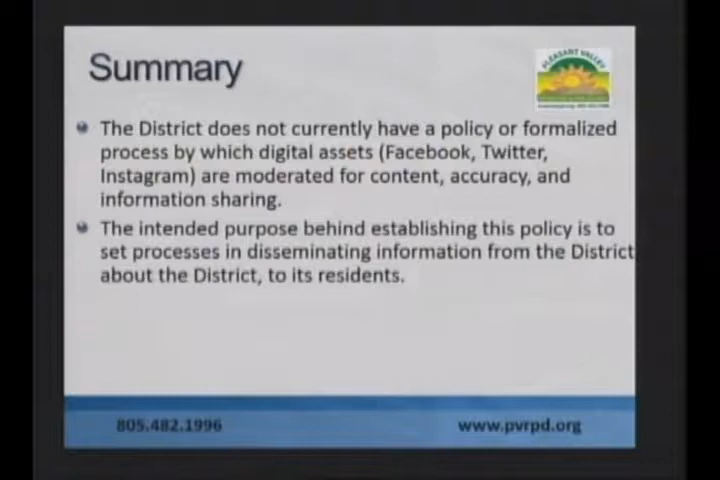 Summary
PLEASANT VALLEY
The District does not currently have a policy or formalized
process by which digital assets (Facebook, Twitter,
Instagram) are moderated for content, accuracy, and
information sharing.
The intended purpose behind establishing this policy is to
set processes in disseminating information from the District
about the District, to its residents.
805.482.1996
www.pvrpd.org